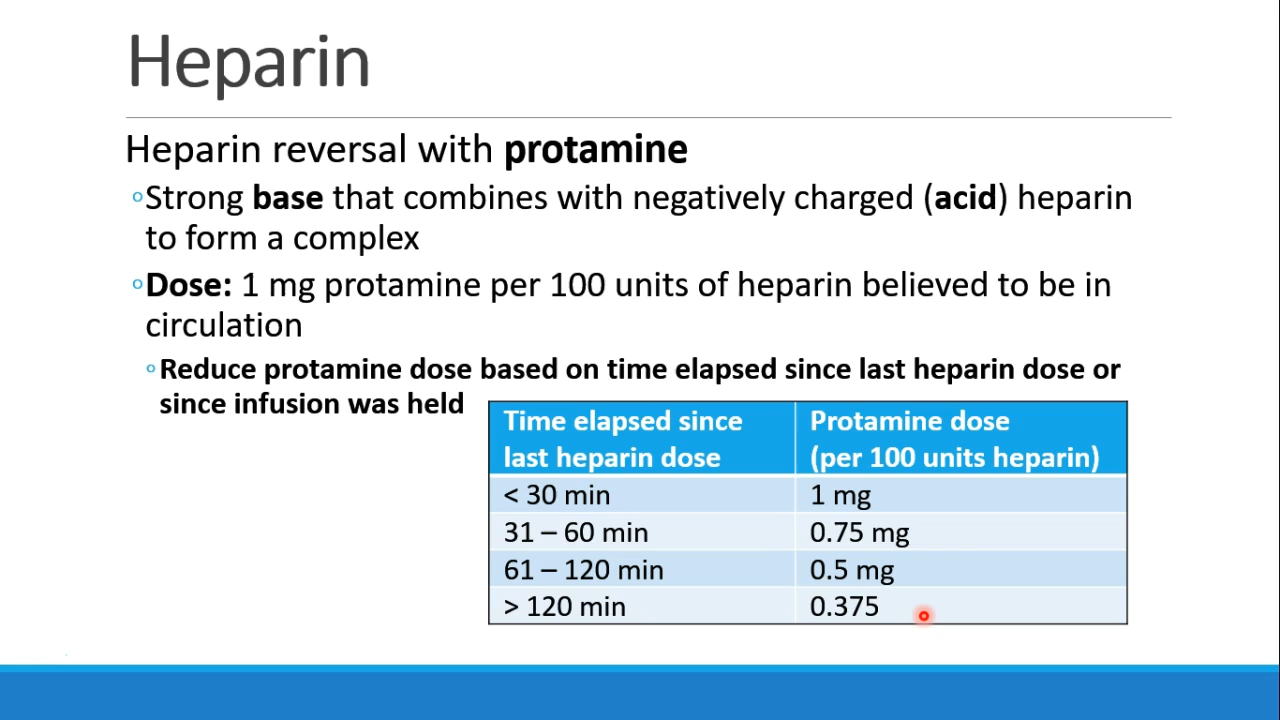 Heparin
Heparin reversal with protamine
◦Strong base that combines with negatively charged (acid) heparin
to form a complex
◦Dose: 1 mg protamine per 100 units of heparin believed to be in
circulation
◦Reduce protamine dose based on time elapsed since last heparin dose or
since infusion was held
Time elapsed since
last heparin dose
Protamine dose
(per 100 units heparin)
< 30 min
1 mg
31 – 60 min
0.75 mg
61 – 120 min
0.5 mg
> 120 min
0.375